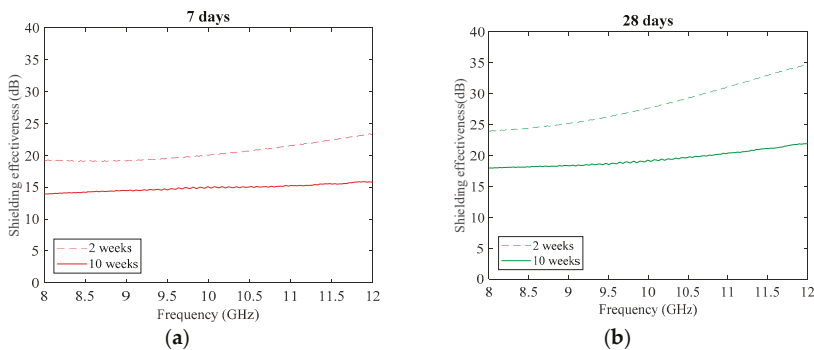 7 days
40
35
30
25
20
15
10
5
0
Shielding effectiveness (dB)
2 weeks
10 weeks
8 8.5 9 9.5 10 10.5 11 11.5 12
Frequency (GHz)
(a)
28 days
40
35
30
25
20
15
10
5
0
Shielding effectiveness(dB)
2 weeks
10 weeks
8 8.5 9 9.5 10 10.5 11 11.5 12
Frequency (GHz)
(b)